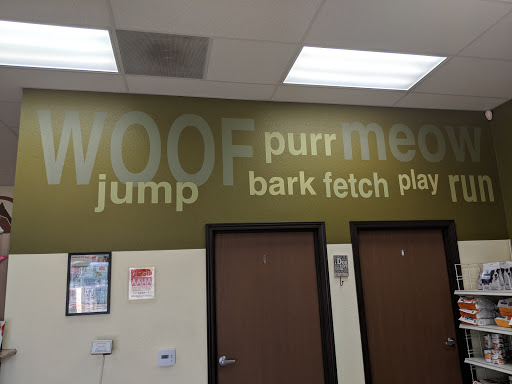 WOOF purr meow
jump bark fetch play run